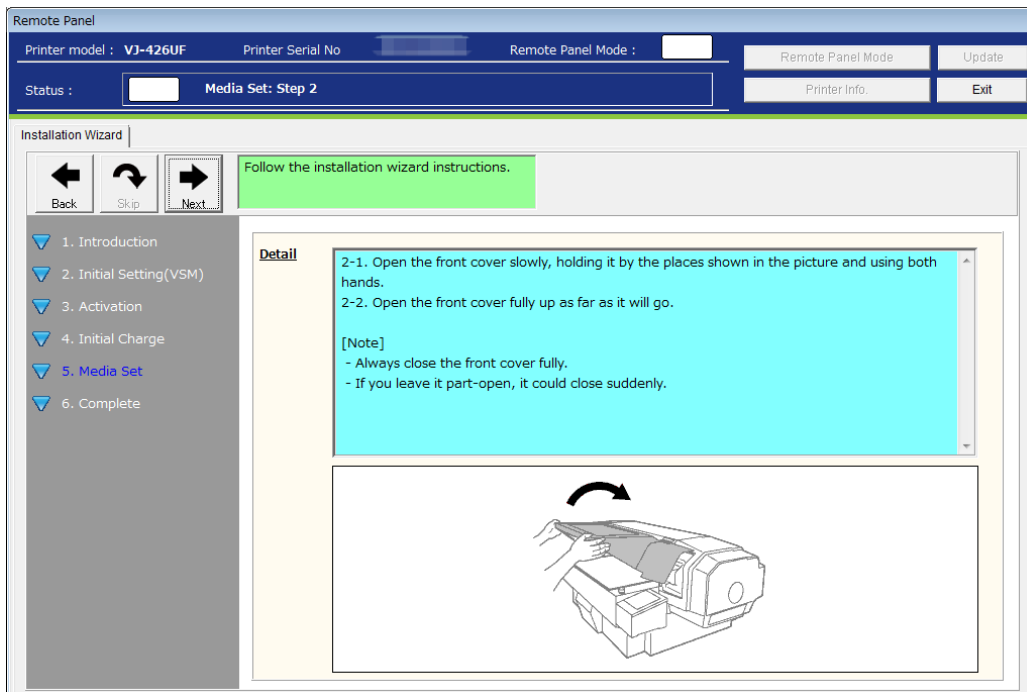 Remote Panel
Printer model : VJ-426UF Printer Serial No Remote Panel Mode :
Remote Panel Mode Update
Status : Media Set: Step 2
Printer Info. Exit
Installation Wizard
Back Skip Next
Follow the installation wizard instructions.
1. Introduction
2. Initial Setting(VSM)
3. Activation
4. Initial Charge
5. Media Set
6. Complete
Detail
2-1. Open the front cover slowly, holding it by the places shown in the picture and using both
hands.
2-2. Open the front cover fully up as far as it will go.
[Note]
- Always close the front cover fully.
- If you leave it part-open, it could close suddenly.